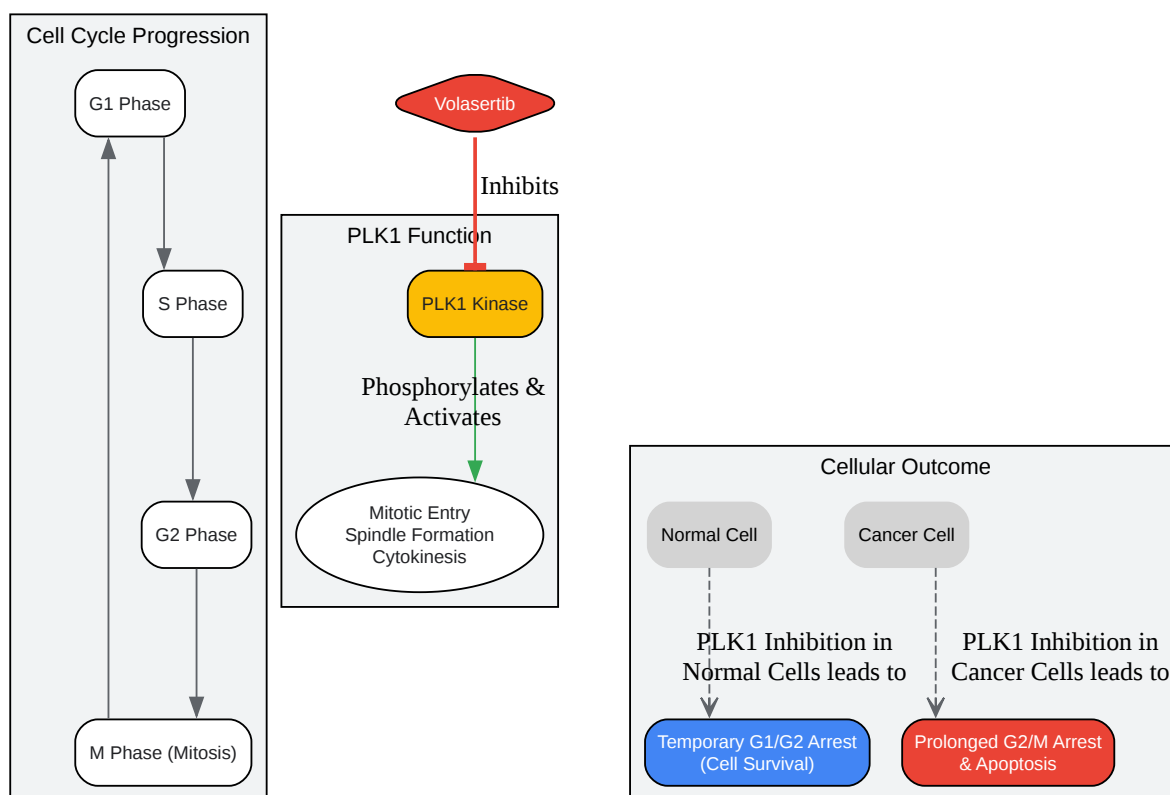 Cell Cycle Progression
G1 Phase
S Phase
G2 Phase
M Phase (Mitosis)
Volasertib
Inhibits
PLK1 Function
PLK1 Kinase
Phosphorylates &
Activates
Mitotic Entry
Spindle Formation
Cytokinesis
Cellular Outcome
Normal Cell
Cancer Cell
PLK1 Inhibition in
Normal Cells leads to
PLK1 Inhibition in
Cancer Cells leads to
Temporary G1/G2 Arrest
(Cell Survival)
Prolonged G2/M Arrest
& Apoptosis